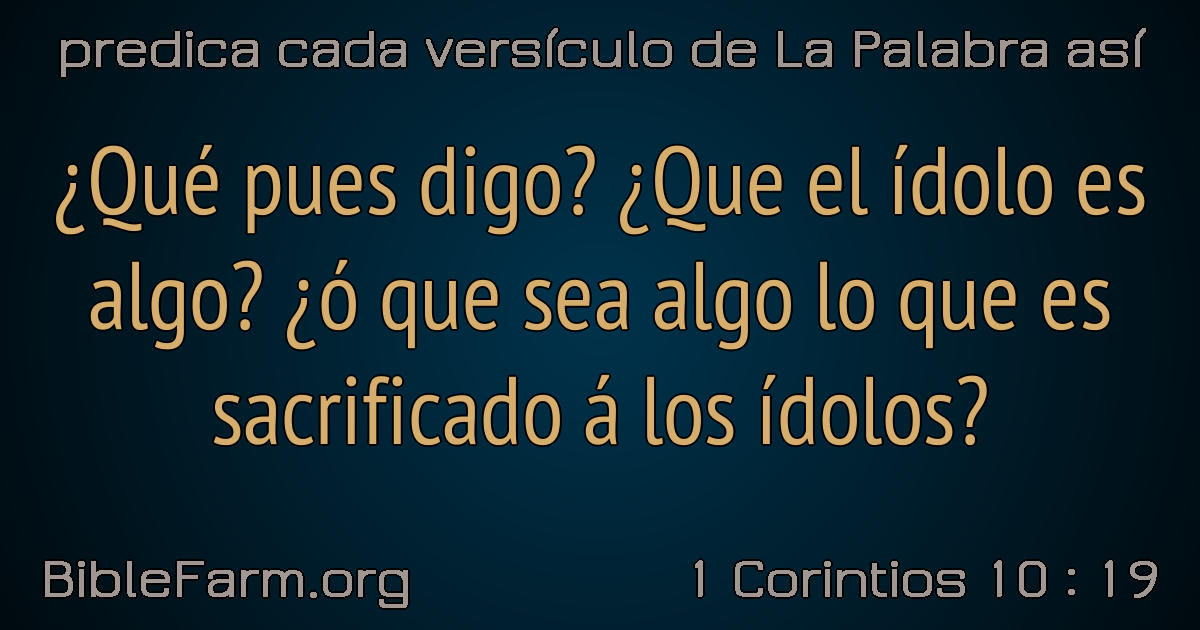 predica cada versículo de La Palabra así
¿Qué pues digo? ¿Que el ídolo es
algo? ¿ó que sea algo lo que es
sacrificado á los ídolos?
BibleFarm.org
1 Corintios 10 : 19